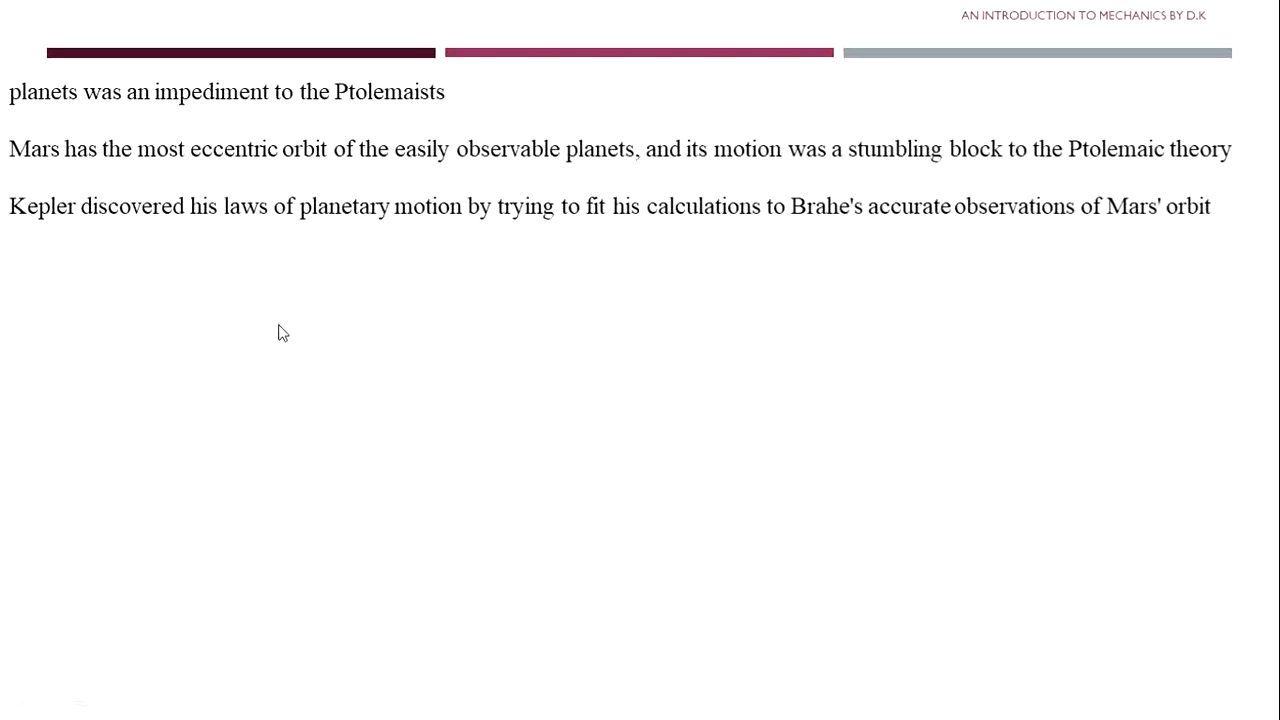 AN INTRODUCTION TO MECHANICS BY D.K
planets was an impediment to the Ptolemaists
Mars has the most eccentric orbit of the easily observable planets, and its motion was a stumbling block to the Ptolemaic theory
Kepler discovered his laws of planetary motion by trying to fit his calculations to Brahe's accurate observations of Mars' orbit